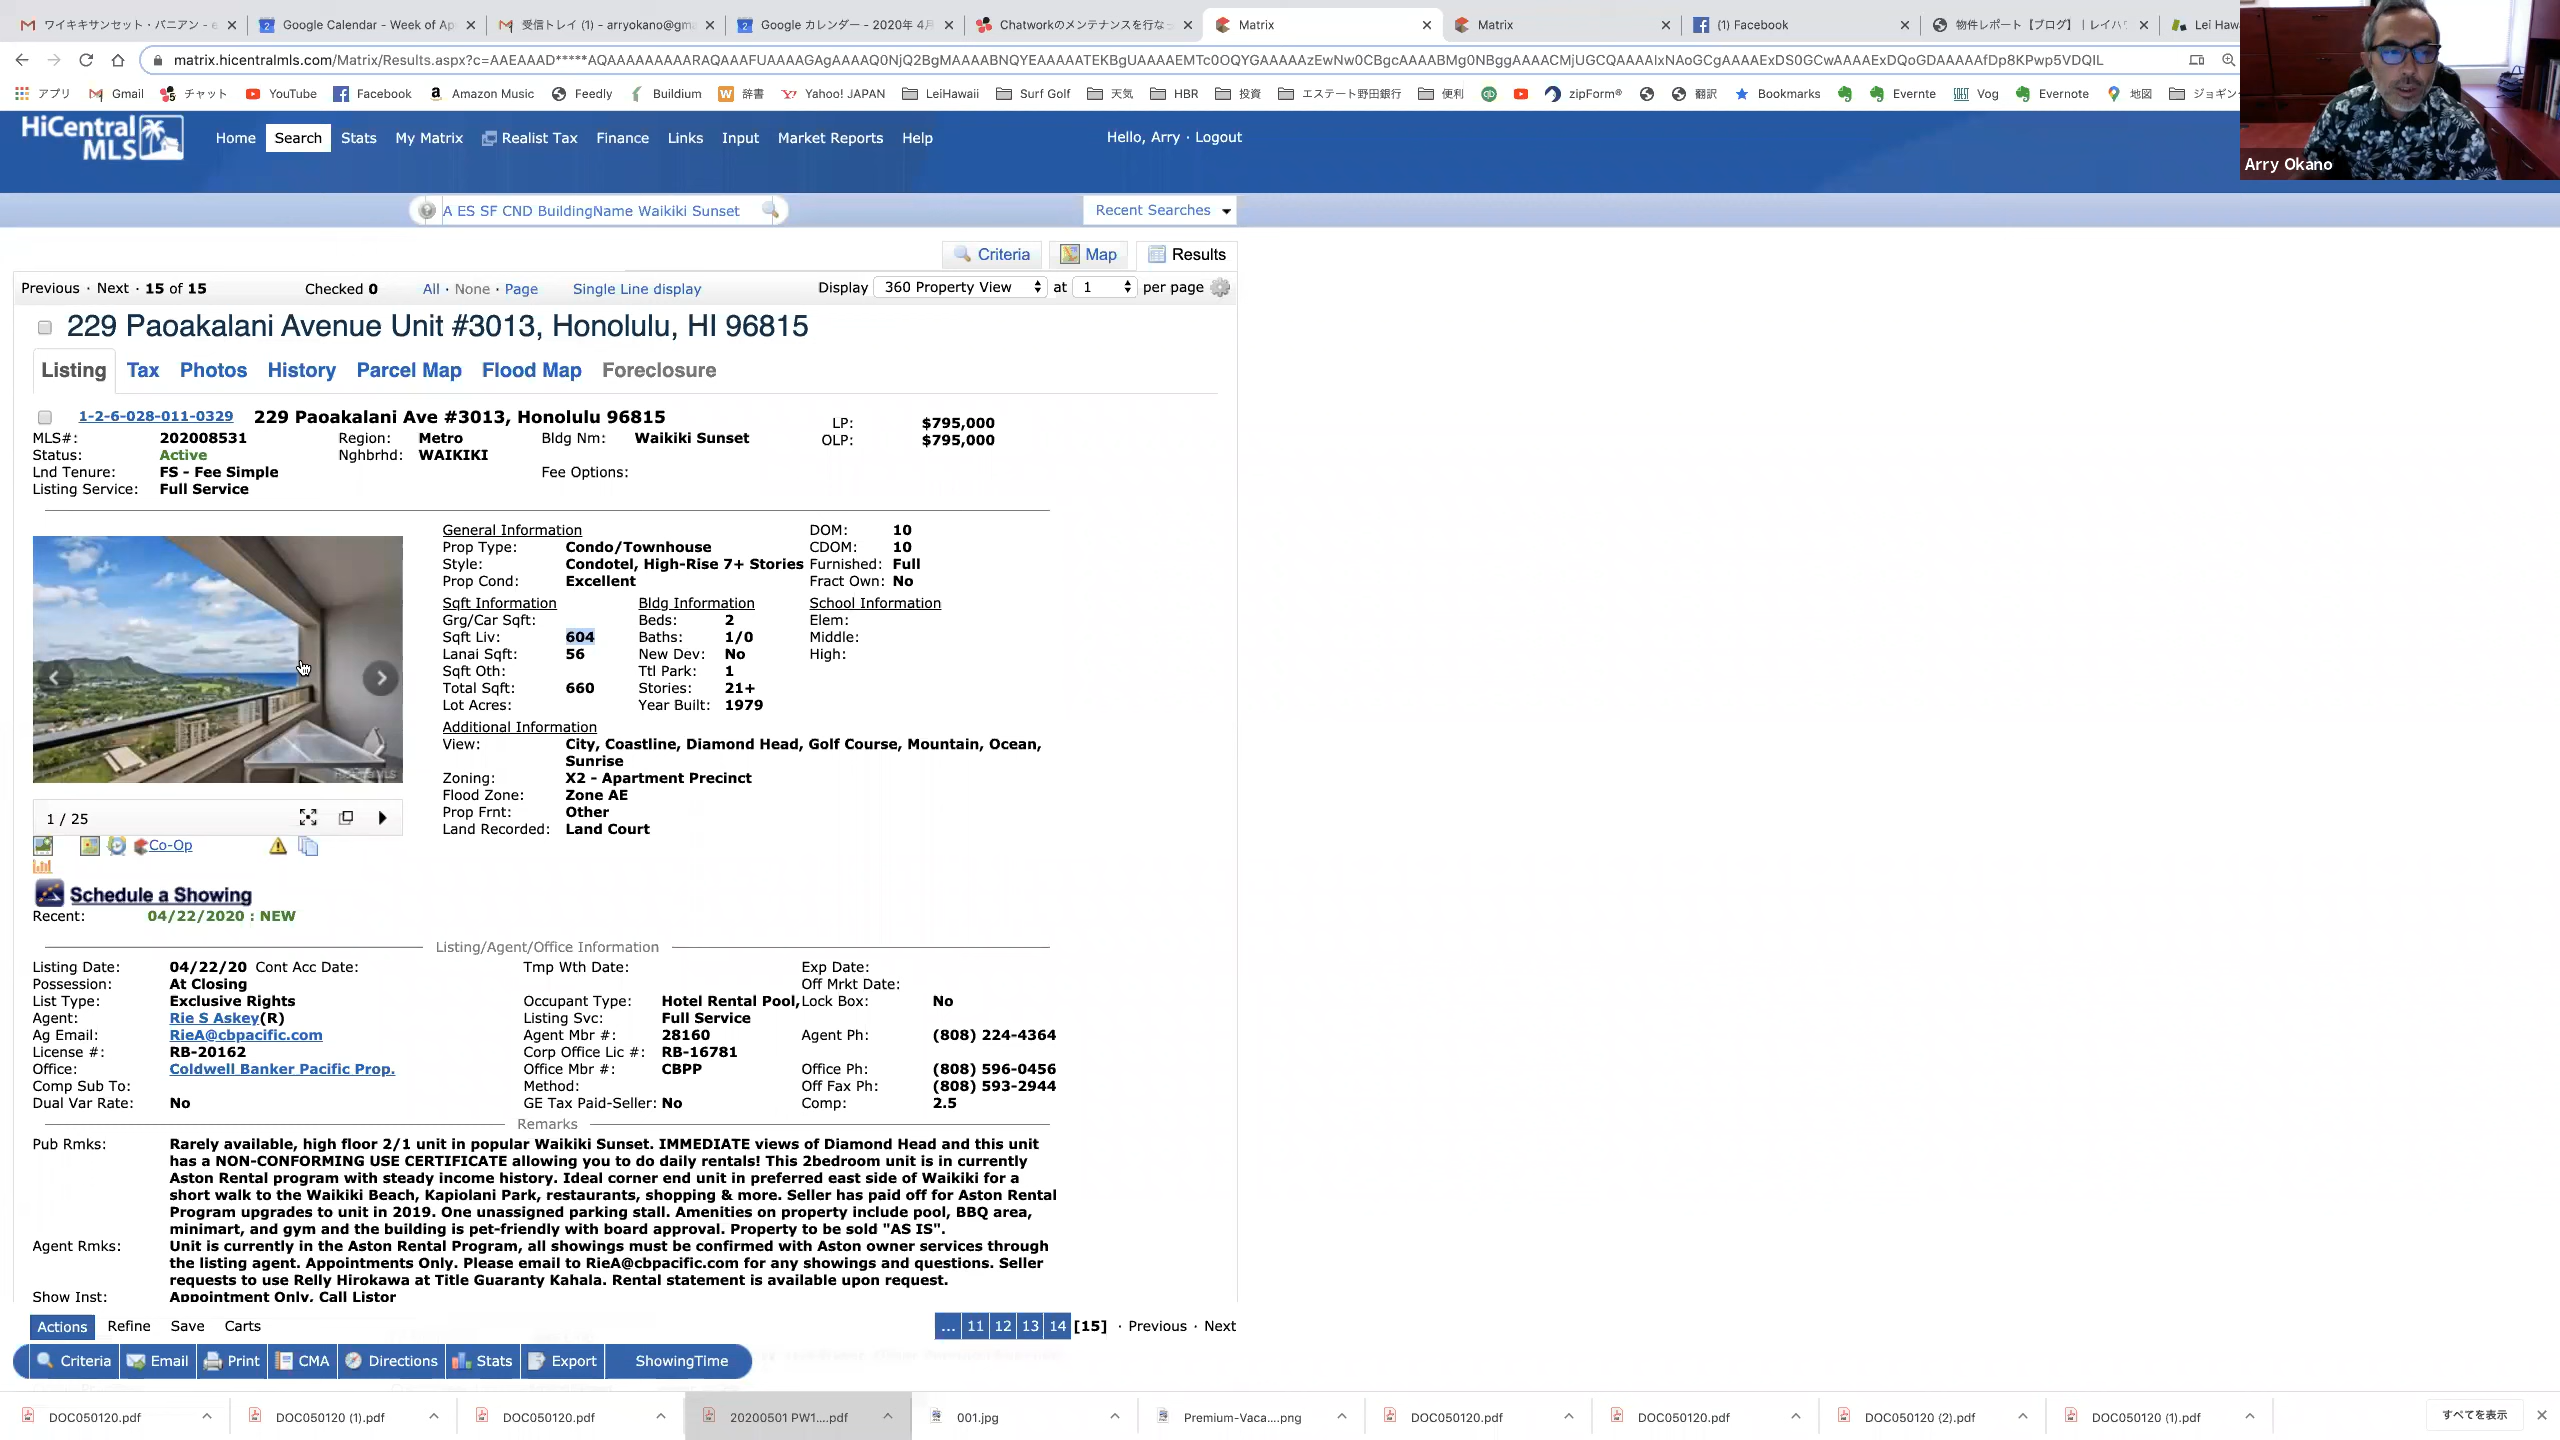 ワイキキサンセット・バニアン - e
Google Calendar - Week of Ap
受信トレイ (1) - arryokano@gma
Google カレンダー - 2020年 4月
Chatworkのメンテナンスを行なっ
Matrix
Matrix
(1) Facebook
物件レポート【ブログ】 | レイハワ
Lei Haw
matrix.hicentralmls.com/Matrix/Results.aspx?c=
アプリ Gmail チャット YouTube Facebook Amazon Music Feedly Buildium 辞書 Yahoo! JAPAN LeiHawaii Surf Golf 天気 HBR 投資 エステート野田銀行 便利 zipForm® 翻訳 Bookmarks Evernte Vog Evernote 地図 ジョギン
Arry Okano
HiCentral MLS
Home Search Stats My Matrix Realist Tax Finance Links Input Market Reports Help
Hello, Arry · Logout
A ES SF CND BuildingName Waikiki Sunset
Recent Searches
Criteria Map Results
Previous · Next · 15 of 15 Checked 0 All · None · Page Single Line display Display 360 Property View at 1 per page
229 Paoakalani Avenue Unit #3013, Honolulu, HI 96815
Listing Tax Photos History Parcel Map Flood Map Foreclosure
1-2-6-028-011-0329 229 Paoakalani Ave #3013, Honolulu 96815 LP: $795,000
MLS#: 202008531 Region: Metro Bldg Nm: Waikiki Sunset OLP: $795,000
Status: Active Nghbrhd: WAIKIKI
Lnd Tenure: FS - Fee Simple Fee Options:
Listing Service: Full Service
General Information DOM: 10
Prop Type: Condo/Townhouse CDOM: 10
Style: Condotel, High-Rise 7+ Stories Furnished: Full
Prop Cond: Excellent Fract Own: No
Sqft Information Bldg Information School Information
Grg/Car Sqft: Beds: 2 Elem:
Sqft Liv: 604 Baths: 1/0 Middle:
Lanai Sqft: 56 New Dev: No High:
Sqft Oth: Ttl Park: 1
Total Sqft: 660 Stories: 21+
Lot Acres: Year Built: 1979
Additional Information
View: City, Coastline, Diamond Head, Golf Course, Mountain, Ocean,
Sunrise
Zoning: X2 - Apartment Precinct
Flood Zone: Zone AE
Prop Frnt: Other
Land Recorded: Land Court
1 / 25
Co-Op
Schedule a Showing
Recent: 04/22/2020 : NEW
Listing/Agent/Office Information
Listing Date: 04/22/20 Cont Acc Date: Tmp Wth Date: Exp Date:
Possession: At Closing Off Mrkt Date:
List Type: Exclusive Rights Occupant Type: Hotel Rental Pool, Lock Box: No
Agent: Rie S Askey(R) Listing Svc: Full Service
Ag Email: RieA@cbpacific.com Agent Mbr #: 28160 Agent Ph: (808) 224-4364
License #: RB-20162 Corp Office Lic #: RB-16781
Office: Coldwell Banker Pacific Prop. Office Mbr #: CBPP Office Ph: (808) 596-0456
Comp Sub To: Method: Off Fax Ph: (808) 593-2944
Dual Var Rate: No GE Tax Paid-Seller: No Comp: 2.5
Remarks
Pub Rmks: Rarely available, high floor 2/1 unit in popular Waikiki Sunset. IMMEDIATE views of Diamond Head and this unit
has a NON-CONFORMING USE CERTIFICATE allowing you to do daily rentals! This 2bedroom unit is in currently
Aston Rental program with steady income history. Ideal corner end unit in preferred east side of Waikiki for a
short walk to the Waikiki Beach, Kapiolani Park, restaurants, shopping & more. Seller has paid off for Aston Rental
Program upgrades to unit in 2019. One unassigned parking stall. Amenities on property include pool, BBQ area,
minimart, and gym and the building is pet-friendly with board approval. Property to be sold "AS IS".
Agent Rmks: Unit is currently in the Aston Rental Program, all showings must be confirmed with Aston owner services through
the listing agent. Appointments Only. Please email to RieA@cbpacific.com for any showings and questions. Seller
requests to use Relly Hirokawa at Title Guaranty Kahala. Rental statement is available upon request.
Show Inst: Appointment Only, Call Listor
Actions Refine Save Carts ... 11 12 13 14 [15] · Previous · Next
Criteria Email Print CMA Directions Stats Export ShowingTime
DOC050120.pdf DOC050120 (1).pdf DOC050120.pdf 20200501 PW1....pdf 001.jpg Premium-Vaca....png DOC050120.pdf DOC050120.pdf DOC050120 (2).pdf DOC050120 (1).pdf すべてを表示